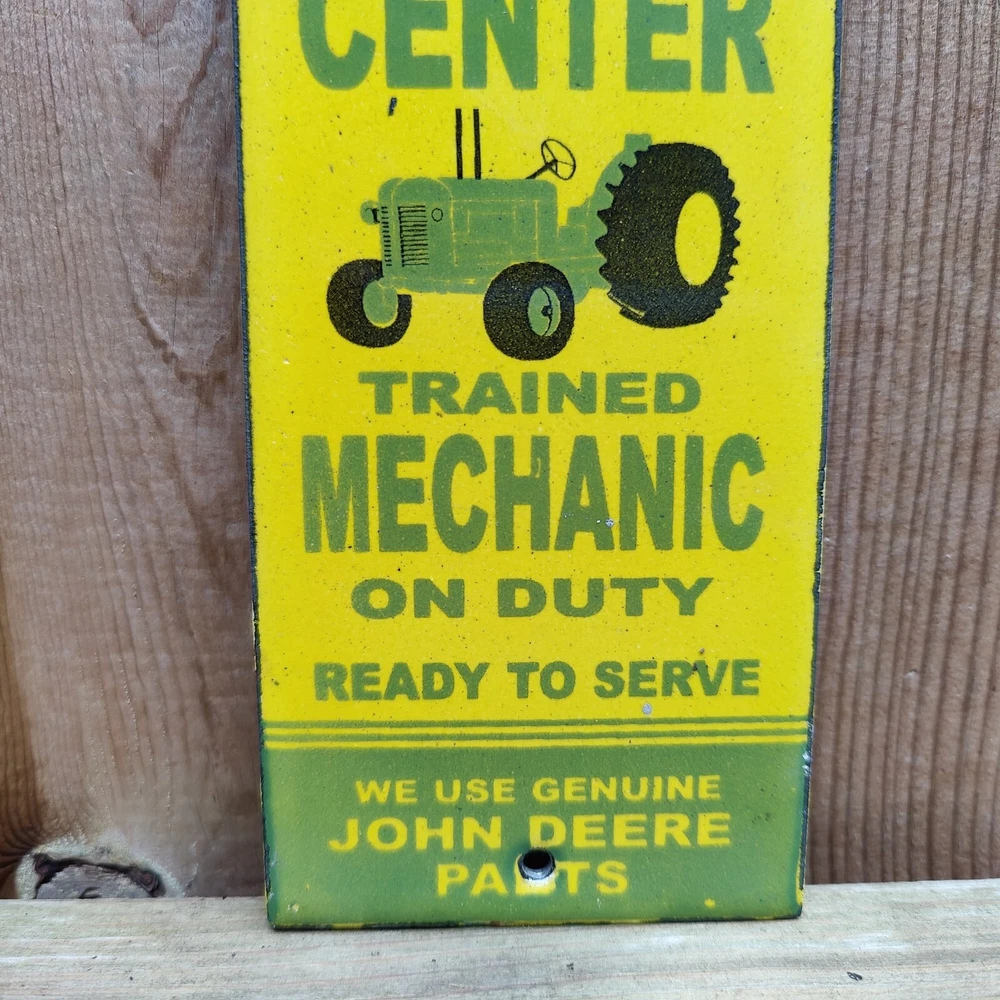 CENTER
TRAINED
MECHANIC
ON DUTY
READY TO SERVE
WE USE GENUINE
JOHN DEERE
PARTS